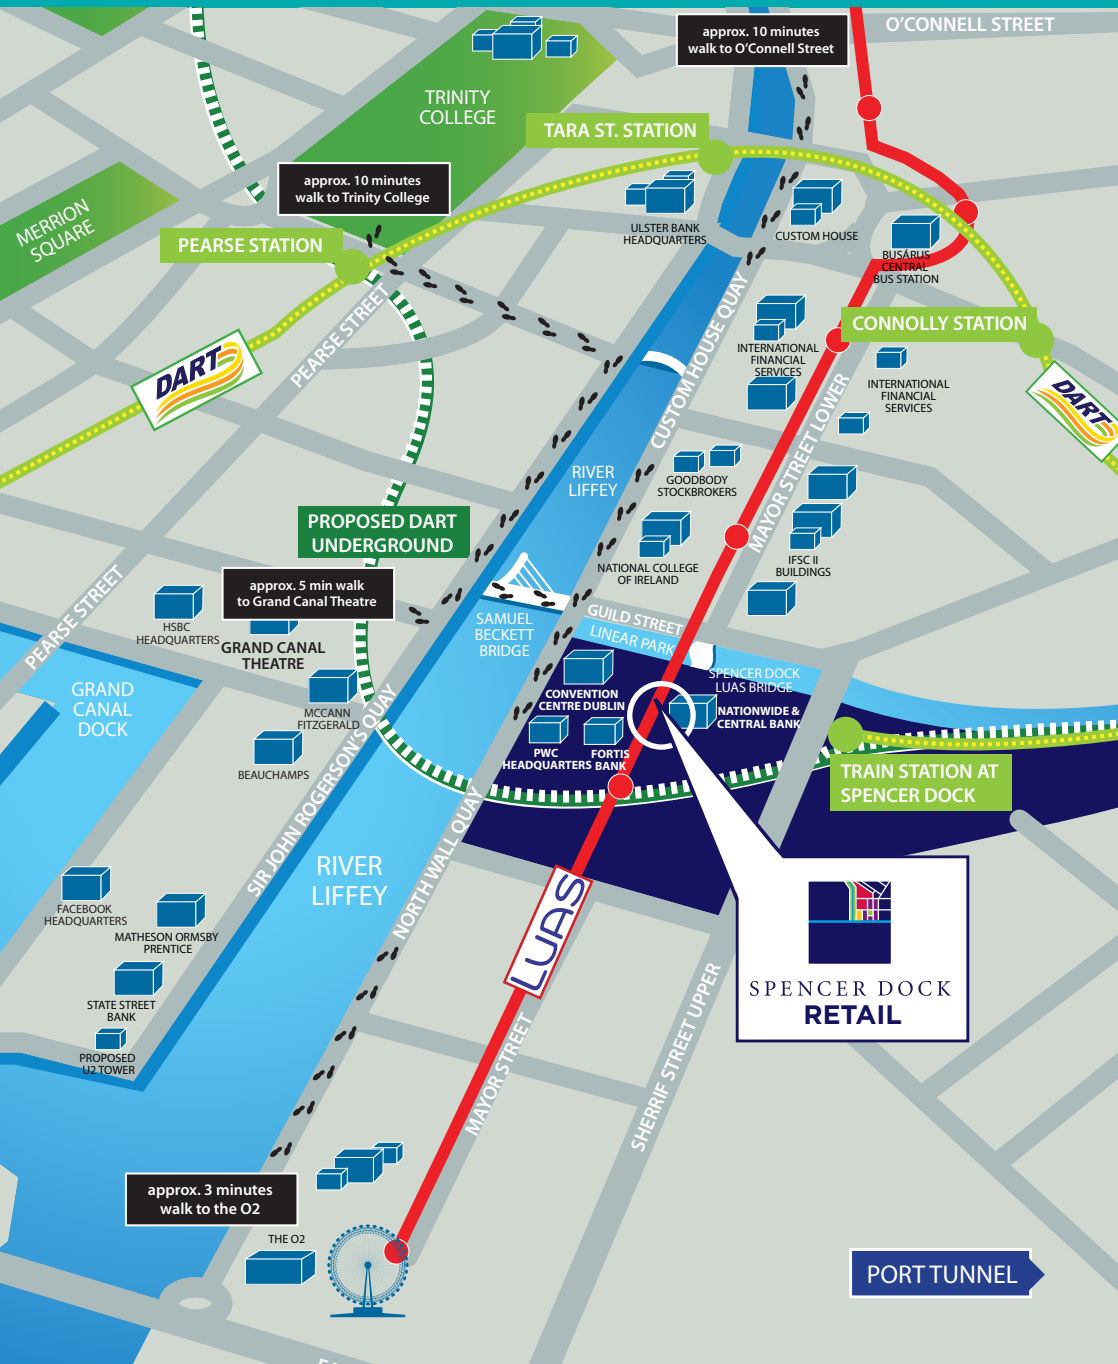 O'CONNELL STREET
approx. 10 minutes
walk to O'Connell Street
TRINITY
COLLEGE
TARA ST. STATION
approx. 10 minutes
walk to Trinity College
MERRION
SQUARE
PEARSE STATION
ULSTER BANK
HEADQUARTERS
CUSTOM HOUSE
BUSÁRUS
CENTRAL
BUS STATION
CONNOLLY STATION
PEARSE STREET
DART
CUSTOM HOUSE QUAY
INTERNATIONAL
FINANCIAL
SERVICES
INTERNATIONAL
FINANCIAL
SERVICES
DART
MAYOR STREET LOWER
RIVER
LIFFEY
GOODBODY
STOCKBROKERS
PROPOSED DART
UNDERGROUND
NATIONAL COLLEGE
OF IRELAND
IFSC II
BUILDINGS
approx. 5 min walk
to Grand Canal Theatre
PEARSE STREET
HSBC
HEADQUARTERS
GRAND CANAL
THEATRE
SAMUEL
BECKETT
BRIDGE
GUILD STREET
LINEAR PARK
SPENCER DOCK
LUAS BRIDGE
GRAND
CANAL
DOCK
MCCANN
FITZGERALD
CONVENTION
CENTRE DUBLIN
NATIONWIDE &
CENTRAL BANK
BEAUCHAMPS
PWC
HEADQUARTERS
FORTIS
BANK
TRAIN STATION AT
SPENCER DOCK
SIR JOHN ROGERSON'S QUAY
NORTH WALL QUAY
RIVER
LIFFEY
LUAS
FACEBOOK
HEADQUARTERS
MATHESON ORMSBY
PRENTICE
STATE STREET
BANK
PROPOSED
U2 TOWER
SPENCER DOCK
RETAIL
MAYOR STREET
SHERRIF STREET UPPER
approx. 3 minutes
walk to the O2
THE O2
PORT TUNNEL